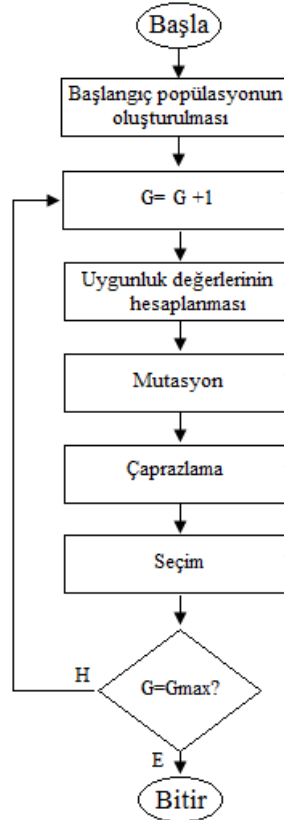 Başla
Başlangıç popülasyonun
oluşturulması
G= G +1
Uygunluk değerlerinin
hesaplanması
Mutasyon
Çaprazlama
Seçim
G=Gmax?
H
E
Bitir